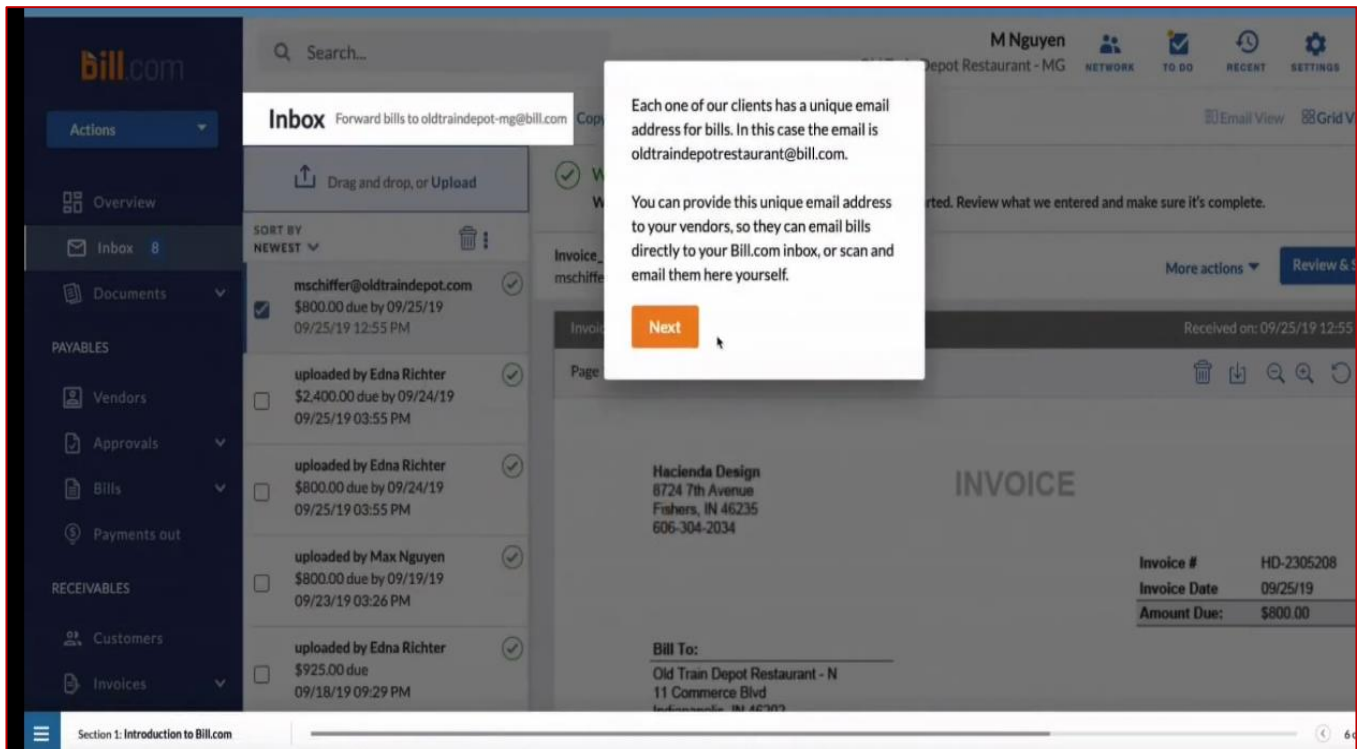 bill.com
Search...
M Nguyen
Depot Restaurant - MG
NETWORK
TO DO
RECENT
SETTINGS
Actions
Inbox Forward bills to oldtraindepot-mg@bill.com Copy
Email View
Grid V
Drag and drop, or Upload
SORT BY
NEWEST
mschiffer@oldtraindepot.com
$800.00 due by 09/25/19
09/25/19 12:55 PM
uploaded by Edna Richter
$2,400.00 due by 09/24/19
09/25/19 03:55 PM
uploaded by Edna Richter
$800.00 due by 09/24/19
09/25/19 03:55 PM
uploaded by Max Nguyen
$800.00 due by 09/19/19
09/23/19 03:26 PM
uploaded by Edna Richter
$925.00 due
09/18/19 09:29 PM
Overview
Inbox 8
Documents
PAYABLES
Vendors
Approvals
Bills
Payments out
RECEIVABLES
Customers
Invoices
Each one of our clients has a unique email
address for bills. In this case the email is
oldtraindepotrestaurant@bill.com.
You can provide this unique email address
to your vendors, so they can email bills
directly to your Bill.com inbox, or scan and
email them here yourself.
Next
rted. Review what we entered and make sure it's complete.
Invoice_
mschiffe
More actions
Review & S
Invoic
Received on: 09/25/19 12:55
Page
Hacienda Design
8724 7th Avenue
Fishers, IN 46235
606-304-2034
INVOICE
Invoice # HD-2305208
Invoice Date 09/25/19
Amount Due: $800.00
Bill To:
Old Train Depot Restaurant - N
11 Commerce Blvd
Indianapolis, IN 46202
Section 1: Introduction to Bill.com